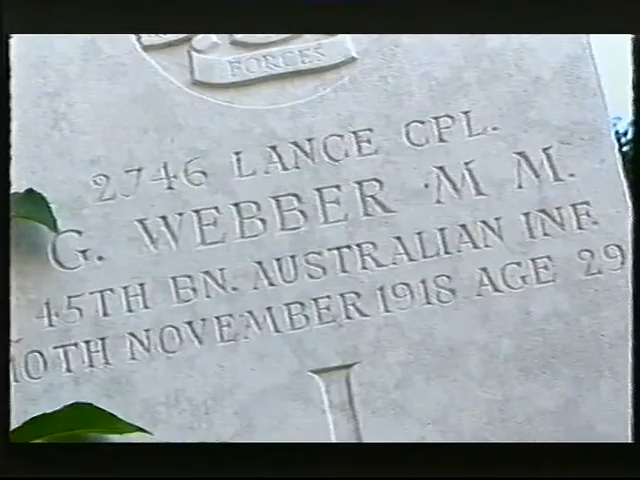 FORCES
2746 LANCE CPL.
G. WEBBER · M M.
45TH BN. AUSTRALIAN INF.
10TH NOVEMBER 1918 AGE 29